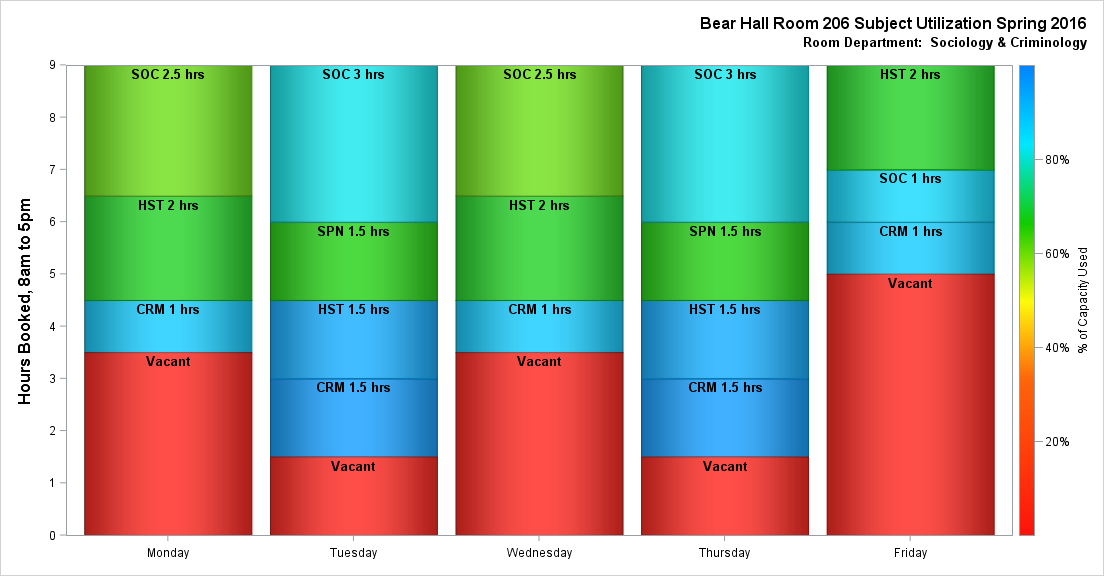 Bear Hall Room 206 Subject Utilization Spring 2016
Room Department:  Sociology & Criminology
Hours Booked, 8am to 5pm
9
8
7
6
5
4
3
2
1
0
SOC 2.5 hrs
HST 2 hrs
CRM 1 hrs
Vacant
Monday
SOC 3 hrs
SPN 1.5 hrs
HST 1.5 hrs
CRM 1.5 hrs
Vacant
Tuesday
SOC 2.5 hrs
HST 2 hrs
CRM 1 hrs
Vacant
Wednesday
SOC 3 hrs
SPN 1.5 hrs
HST 1.5 hrs
CRM 1.5 hrs
Vacant
Thursday
HST 2 hrs
SOC 1 hrs
CRM 1 hrs
Vacant
Friday
80%
60%
40%
20%
% of Capacity Used